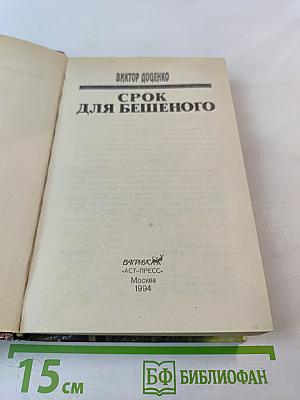 ВИКТОР ДОЦЕНКО
СРОК
ДЛЯ БЕШЕНОГО
ВАГРИУС
«АСТ-ПРЕСС»
Москва
1994
15 см
БФ БИБЛИОФАН